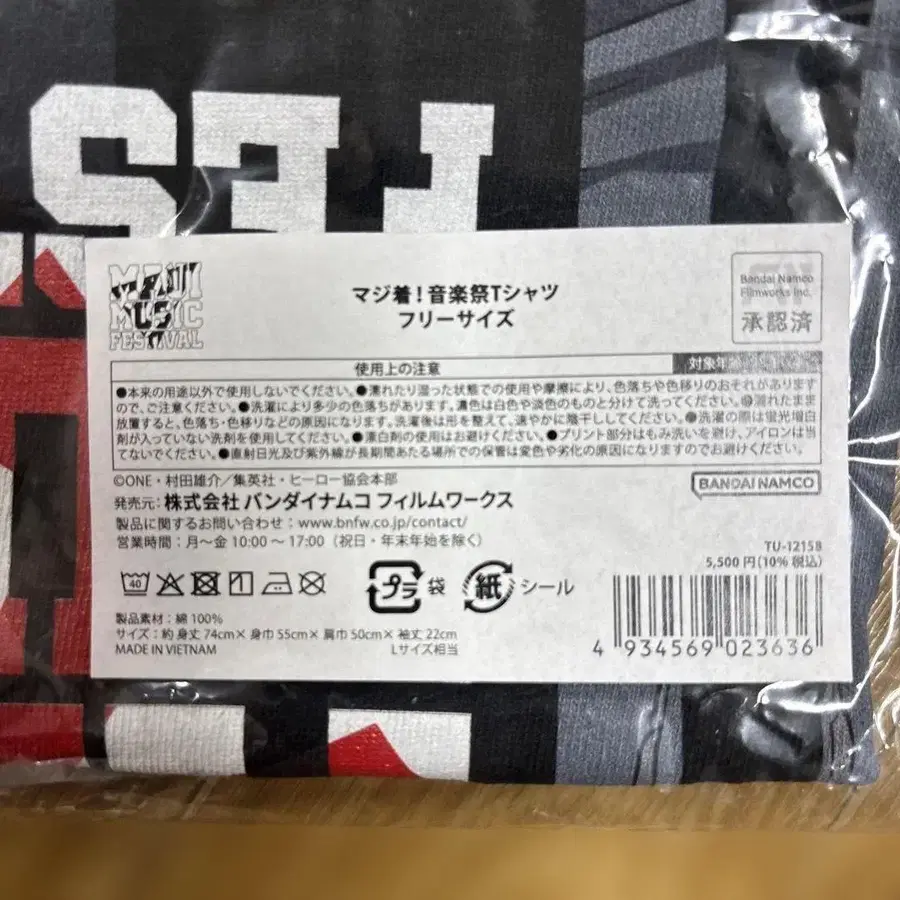 FES
MAJI
MUSIC
FESTIVAL
マジ着！音楽祭Tシャツ
フリーサイズ
Bandai Namco
Filmworks Inc.
承認済
使用上の注意
対象年
●本来の用途以外で使用しないでください。●濡れたり湿った状態での使用や摩擦により、色落ちや色移りのおそれがあります
ので、ご注意ください。●洗濯により多少の色落ちがあります。濃色は白色や淡色のものと分けて洗ってください。●濡れたまま
放置すると、色落ち・色移りなどの原因になります。洗濯後は形を整えて、速やかに陰干ししてください。●洗濯の際は蛍光増白
剤が入っていない洗剤を使用してください。●漂白剤の使用はお避けください。●プリント部分はもみ洗いを避け、アイロンは当
てないでください。●直射日光及び紫外線が長期間あたる場所での保管は変色や劣化の原因になりますのでお避けください。
©ONE・村田雄介／集英社・ヒーロー協会本部
BANDAI NAMCO
発売元：株式会社 バンダイナムコ フィルムワークス
製品に関するお問い合わせ：www.bnfw.co.jp/contact/
営業時間：月～金 10:00～17:00（祝日・年末年始を除く）
TU-12158
5,500円(10%税込)
40
プラ 袋 紙 シール
製品素材：綿100%
サイズ：約 身丈 74cm× 身巾 55cm× 肩巾 50cm× 袖丈 22cm
MADE IN VIETNAM Lサイズ相当
4 934569 023636